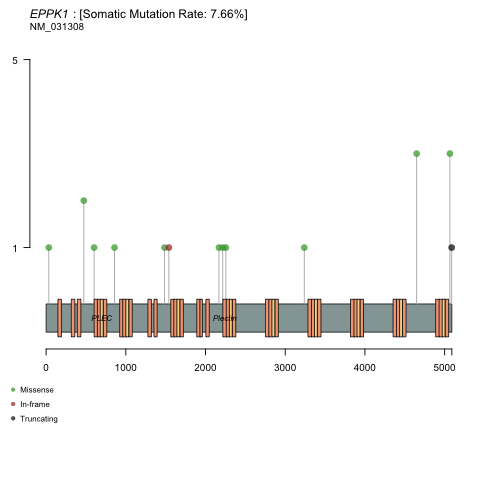 EPPK1 : [Somatic Mutation Rate: 7.66%]
NM_031308
5
1
PLEC
Plectin
0
1000
2000
3000
4000
5000
Missense
In-frame
Truncating